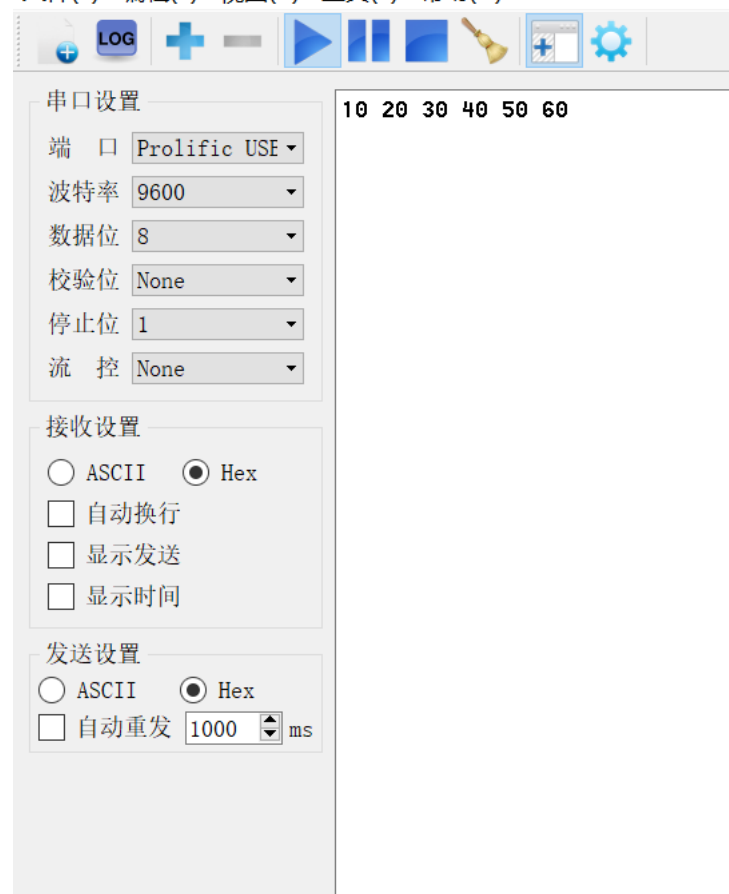 LOG
串口设置
端 口 Prolific USE
波特率 9600
数据位 8
校验位 None
停止位 1
流 控 None
接收设置
ASCII Hex
自动换行
显示发送
显示时间
发送设置
ASCII Hex
自动重发 1000 ms
10 20 30 40 50 60